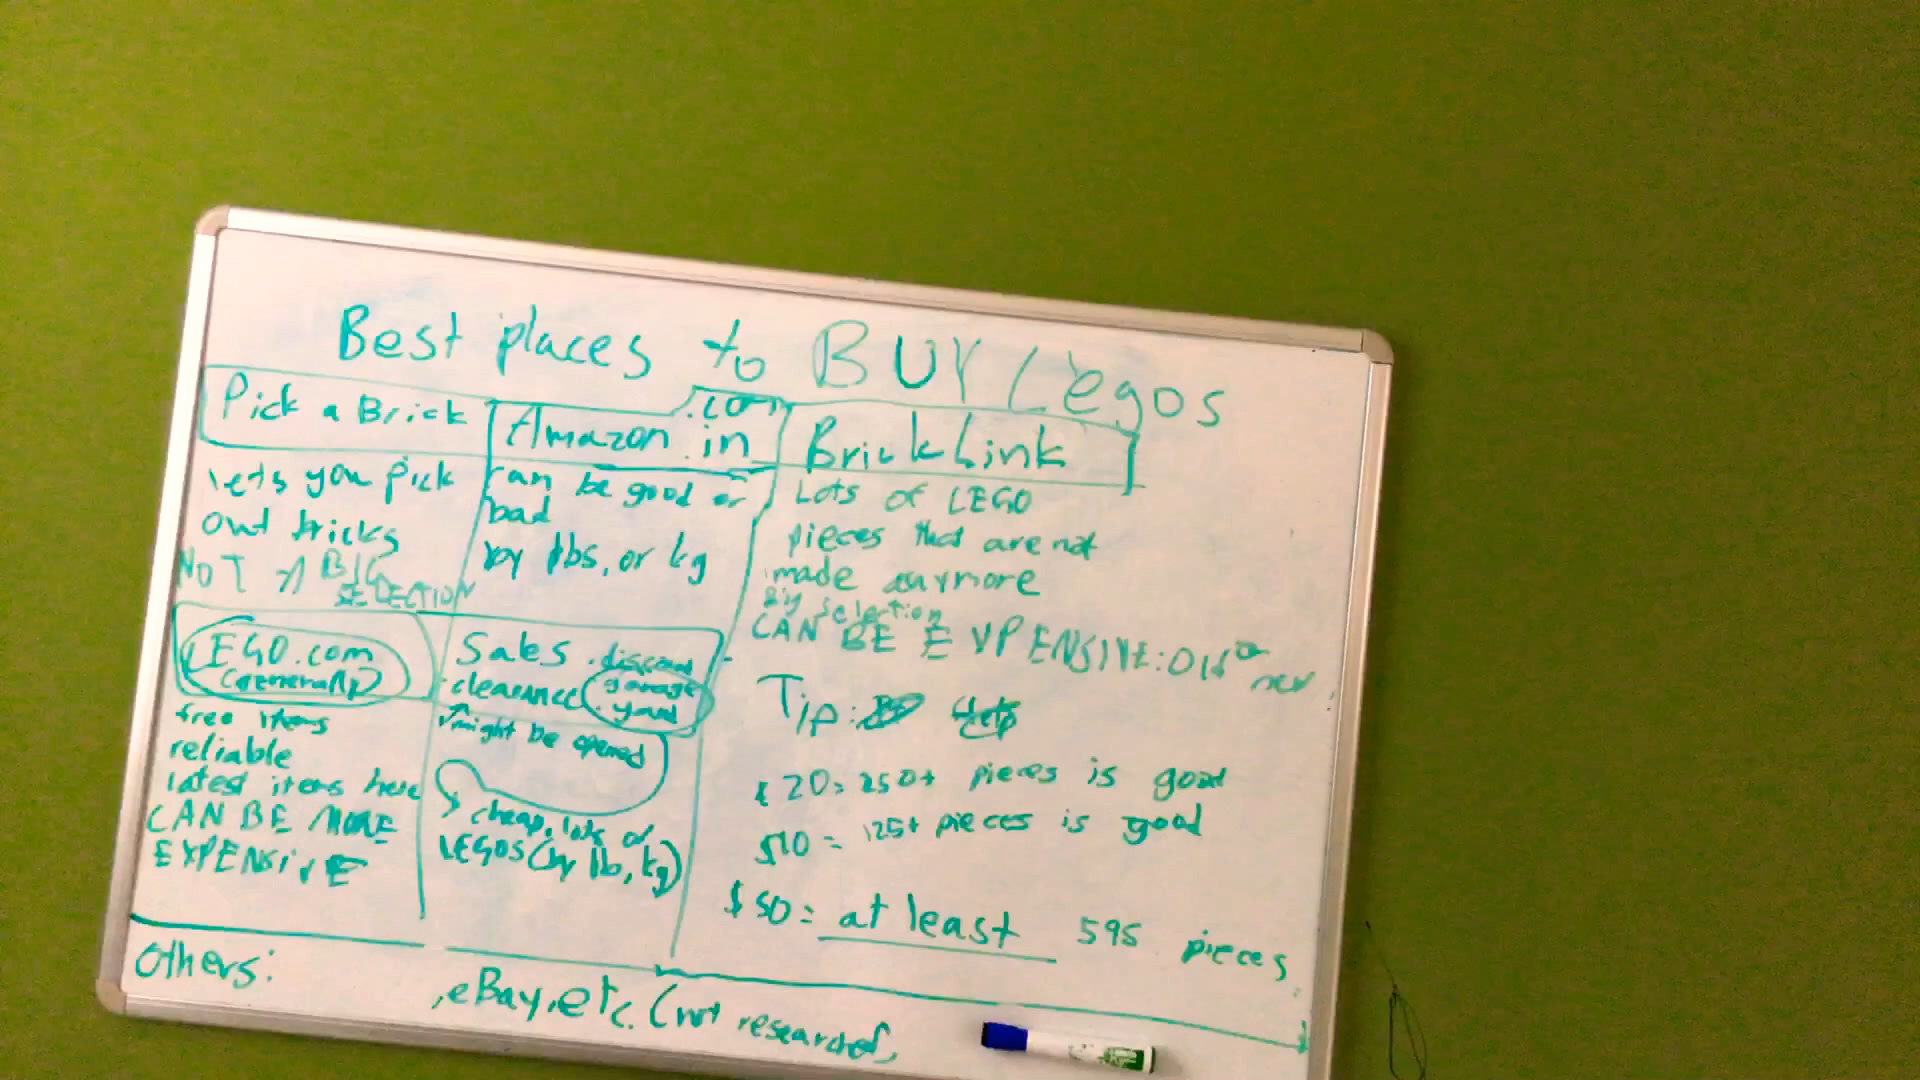 Best places to BUY Legos
Pick a Brick
lets you pick
out bricks
NOT A BIG
SELECTION
Amazon .com
.in
can be good or
bad
by lbs, or kg
BrickLink
Lots of LEGO
pieces that are not
made anymore
Big selection
CAN BE EXPENSIVE: Old or
new
LEGO.com
(generally)
free items
reliable
latest items here
CAN BE MORE
EXPENSIVE
Sales .discount
.clearance .garage
.yard
might be opened
cheap, lots of
LEGOS (by lb, kg)
Tip:
$20= 250+ pieces is good
$10 = 125+ pieces is good
$50 = at least 595 pieces
Others:
, eBay, etc. (not researched)